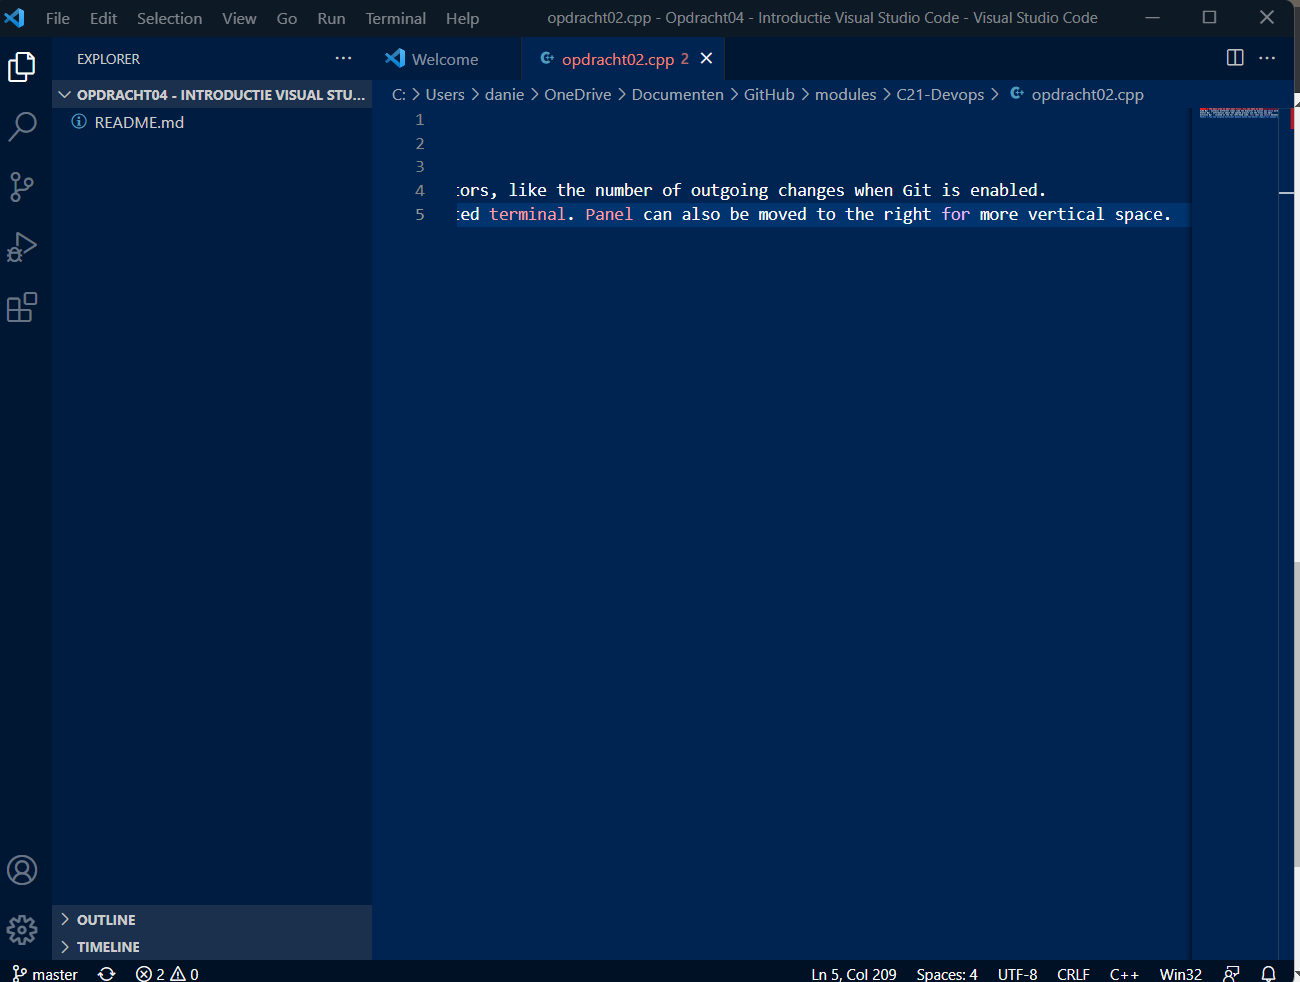 File Edit Selection View Go Run Terminal Help opdracht02.cpp - Opdracht04 - Introductie Visual Studio Code - Visual Studio Code
EXPLORER ··· Welcome opdracht02.cpp 2
OPDRACHT04 - INTRODUCTIE VISUAL STU...
README.md
C: > Users > danie > OneDrive > Documenten > GitHub > modules > C21-Devops > opdracht02.cpp
1
2
3
4 tors, like the number of outgoing changes when Git is enabled.
5 ted terminal. Panel can also be moved to the right for more vertical space.
OUTLINE
TIMELINE
master 2 0 Ln 5, Col 209 Spaces: 4 UTF-8 CRLF C++ Win32